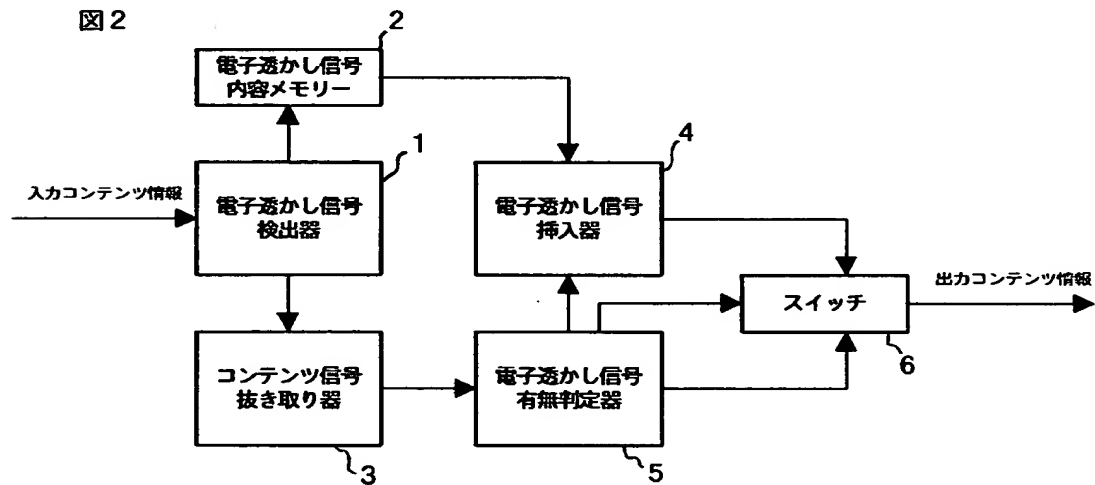 図2
2
電子透かし信号
内容メモリー
1
4
入力コンテンツ情報
電子透かし信号
検出器
電子透かし信号
挿入器
出力コンテンツ情報
スイッチ
6
コンテンツ信号
抜き取り器
電子透かし信号
有無判定器
3
5